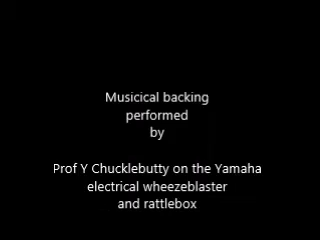 Musicical backing
performed
by
Prof Y Chucklebutty on the Yamaha
electrical wheezeblaster
and rattlebox